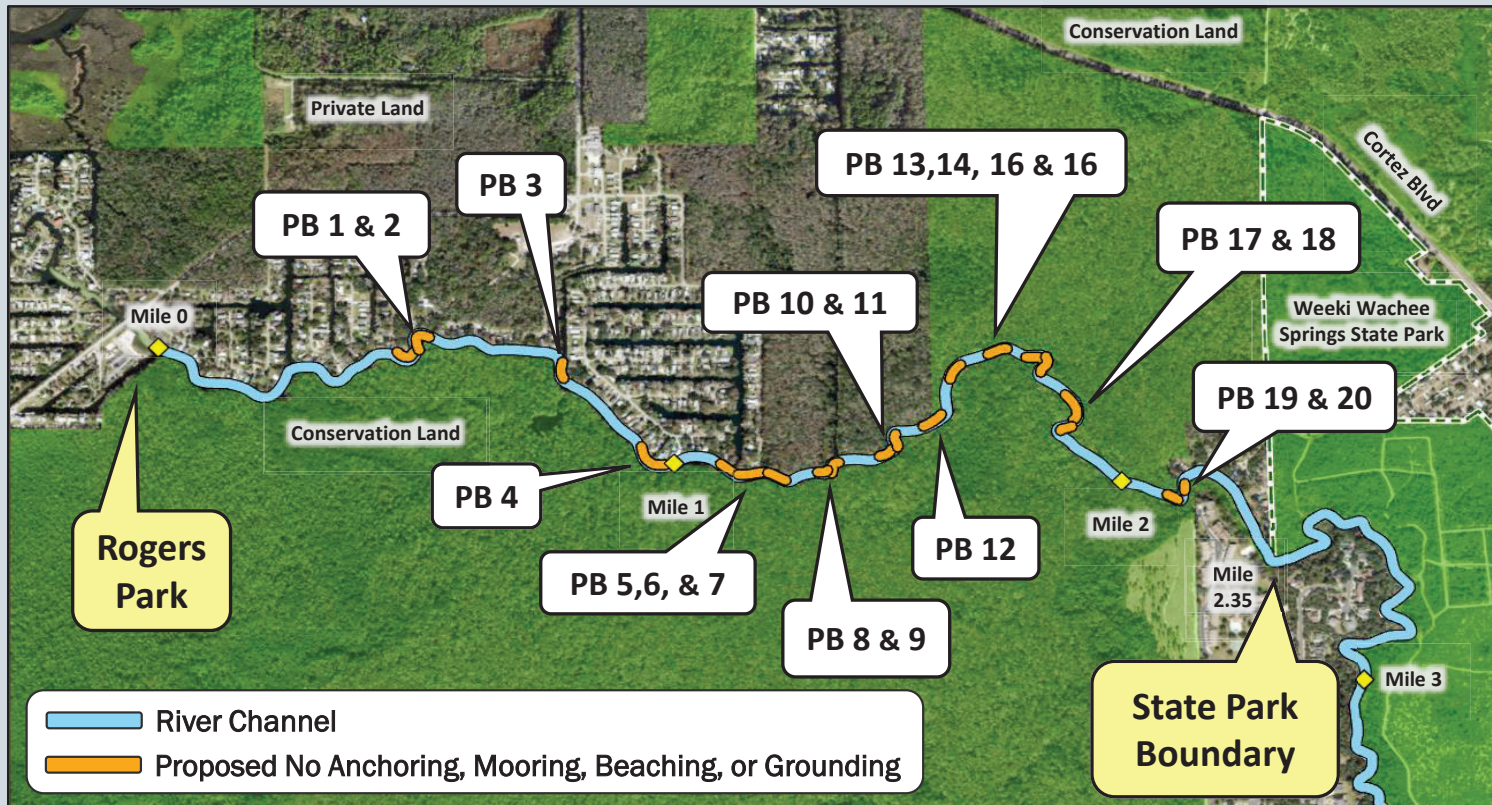 Conservation Land
Private Land
Cortez Blvd
PB 13,14, 16 & 16
PB 3
PB 1 & 2
PB 17 & 18
PB 10 & 11
Weeki Wachee
Springs State Park
Mile 0
PB 19 & 20
Conservation Land
PB 4
Mile 1
Mile 2
PB 12
Rogers
Park
PB 5,6, & 7
Mile
2.35
PB 8 & 9
Mile 3
State Park
Boundary
River Channel
Proposed No Anchoring, Mooring, Beaching, or Grounding